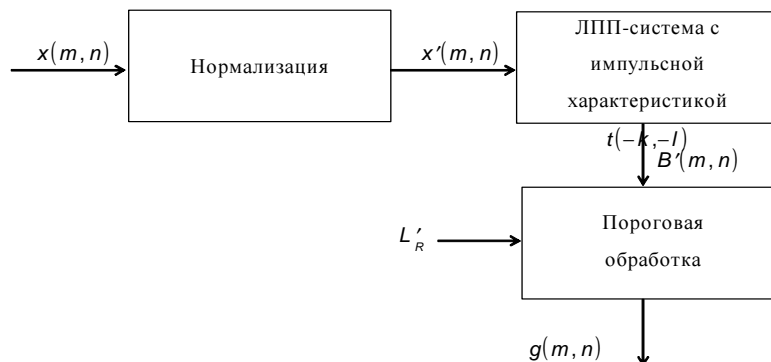 x(m,n)
Нормализация
x′(m,n)
ЛПП-система с
импульсной
характеристикой
t(−k,−l)
B′(m,n)
L′R
Пороговая
обработка
g(m,n)